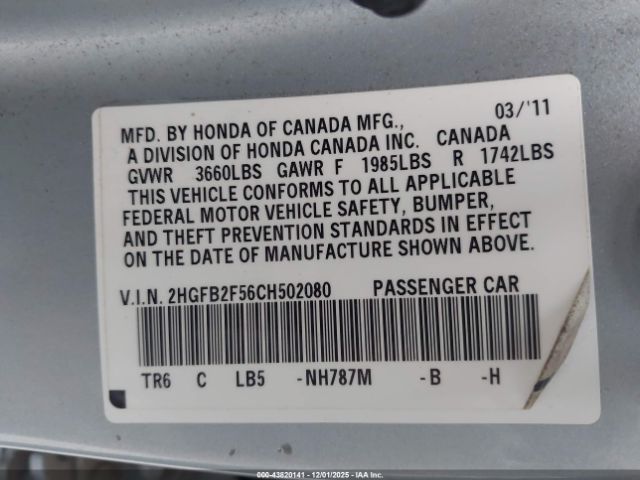 03/'11
MFD. BY HONDA OF CANADA MFG.,
A DIVISION OF HONDA CANADA INC. CANADA
GVWR 3660LBS GAWR F 1985LBS R 1742LBS
THIS VEHICLE CONFORMS TO ALL APPLICABLE
FEDERAL MOTOR VEHICLE SAFETY, BUMPER,
AND THEFT PREVENTION STANDARDS IN EFFECT
ON THE DATE OF MANUFACTURE SHOWN ABOVE.
V.I.N. 2HGFB2F56CH502080 PASSENGER CAR
TR6 C LB5 -NH787M -B -H
000-43820141 - 12/01/2025 - IAA Inc.